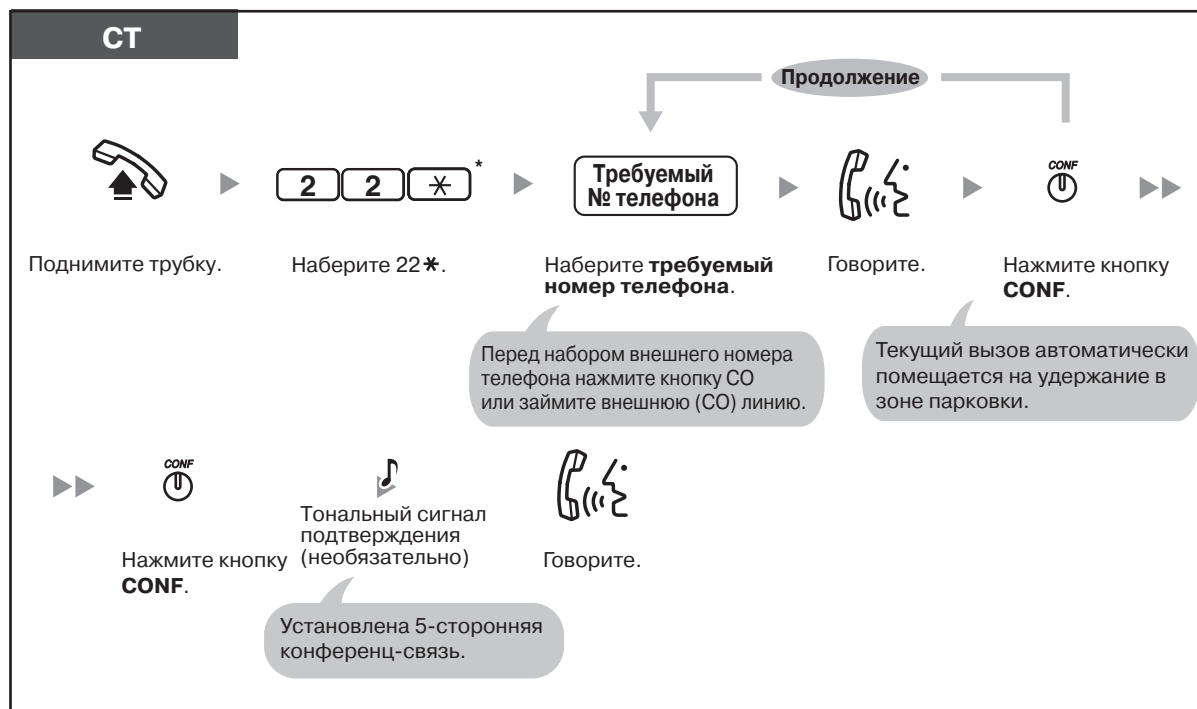 СТ
Продолжение
2 2 * *
Требуемый
№ телефона
CONF
Поднимите трубку.
Наберите 22*.
Наберите требуемый
номер телефона.
Говорите.
Нажмите кнопку
CONF.
Перед набором внешнего номера
телефона нажмите кнопку CO
или займите внешнюю (CO) линию.
Текущий вызов автоматически
помещается на удержание в
зоне парковки.
CONF
Нажмите кнопку
CONF.
Тональный сигнал
подтверждения
(необязательно)
Говорите.
Установлена 5-сторонняя
конференц-связь.